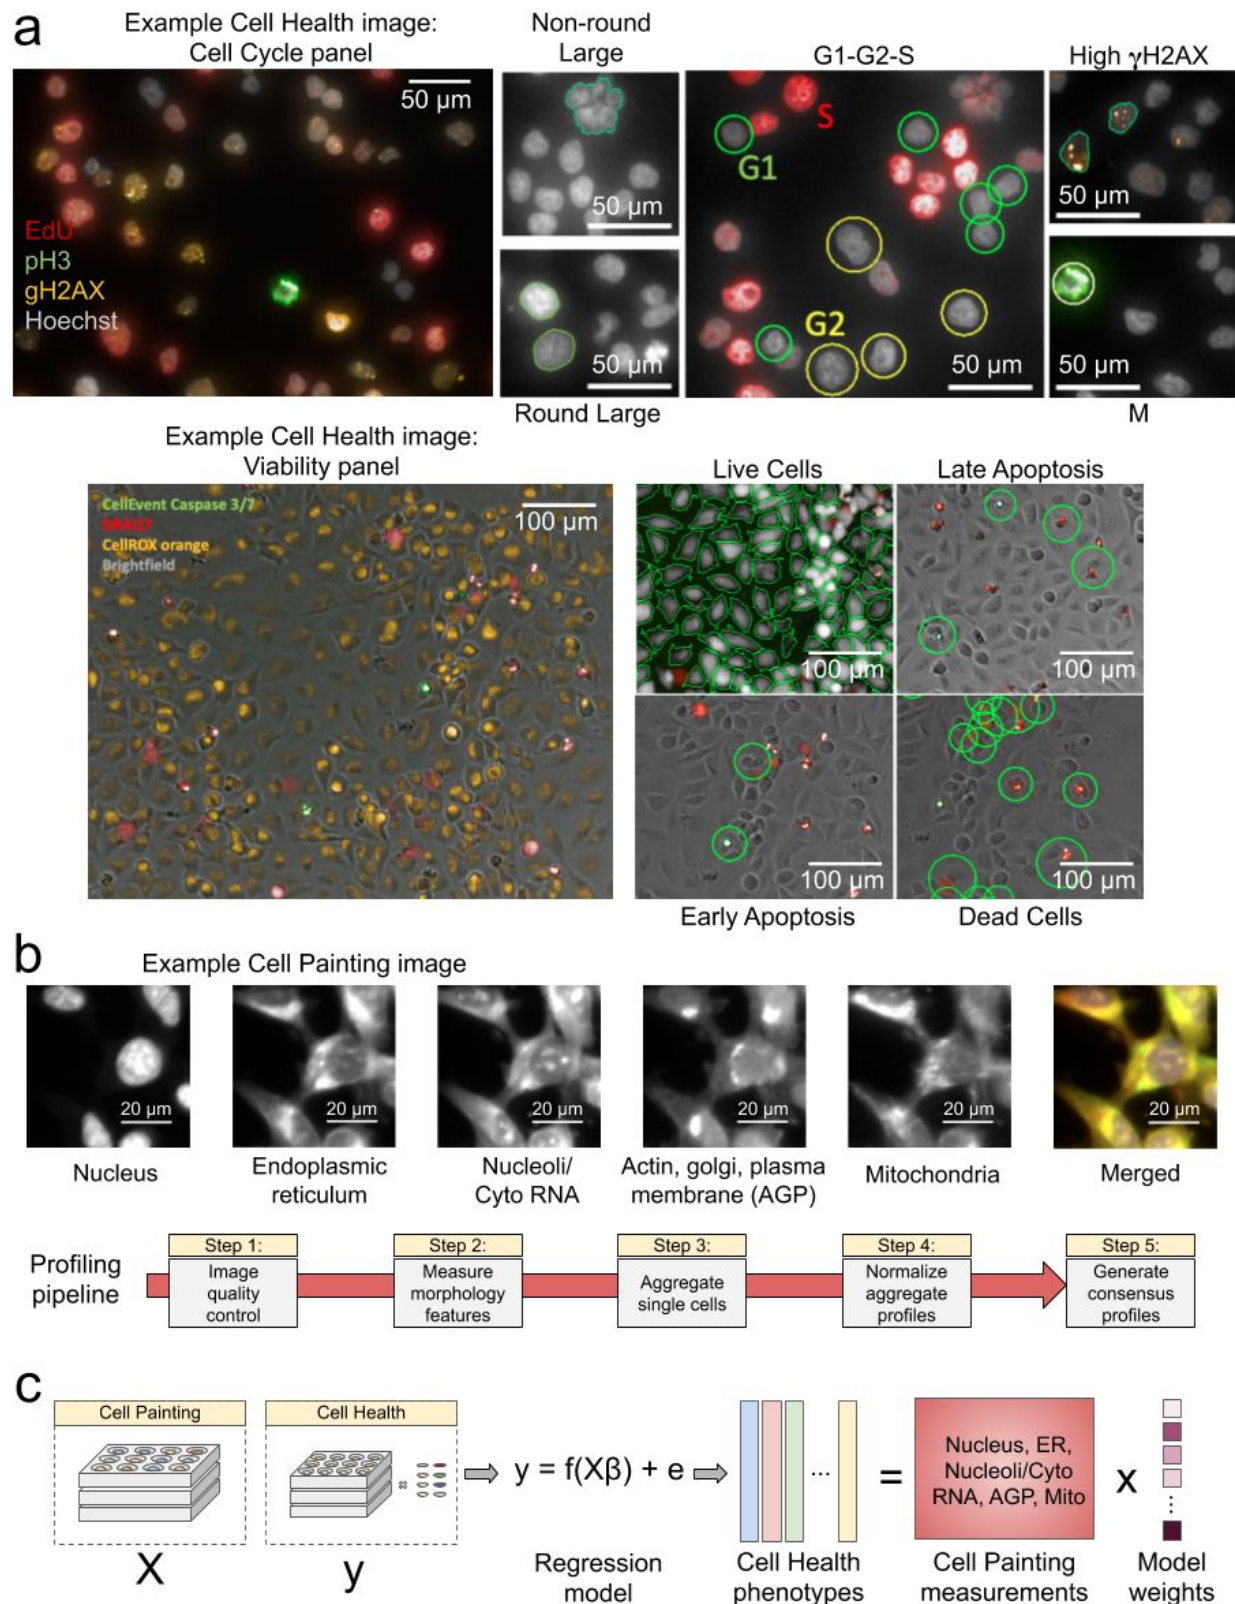 a
Example Cell Health image:
Cell Cycle panel
50 µm
EdU
pH3
gH2AX
Hoechst
Non-round
Large
50 µm
50 µm
Round Large
G1-G2-S
S
G1
G2
50 µm
High γH2AX
50 µm
50 µm
M
Example Cell Health image:
Viability panel
CellEvent Caspase 3/7
DRAQ7
CellROX orange
Brightfield
100 µm
Live Cells
100 µm
Late Apoptosis
100 µm
100 µm
Early Apoptosis
100 µm
Dead Cells
b
Example Cell Painting image
20 µm
Nucleus
20 µm
Endoplasmic
reticulum
20 µm
Nucleoli/
Cyto RNA
20 µm
Actin, golgi, plasma
membrane (AGP)
20 µm
Mitochondria
20 µm
Merged
Profiling
pipeline
Step 1:
Image
quality
control
Step 2:
Measure
morphology
features
Step 3:
Aggregate
single cells
Step 4:
Normalize
aggregate
profiles
Step 5:
Generate
consensus
profiles
c
Cell Painting
X
Cell Health
y
y = f(Xβ) + e
Regression
model
...
Cell Health
phenotypes
=
Nucleus, ER,
Nucleoli/Cyto
RNA, AGP, Mito
Cell Painting
measurements
x
Model
weights